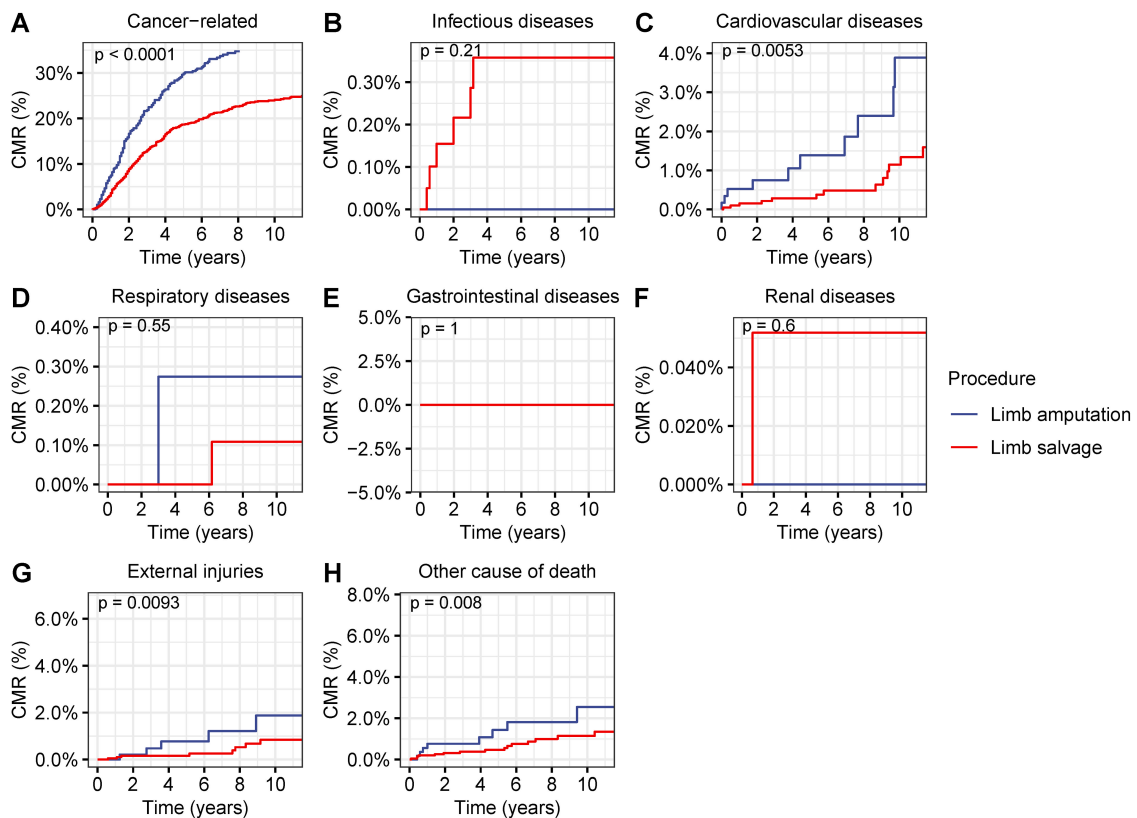 A Cancer−related
p < 0.0001
CMR (%)
30%
20%
10%
0%
0 2 4 6 8 10
Time (years)
B Infectious diseases
p = 0.21
CMR (%)
0.30%
0.20%
0.10%
0.00%
0 2 4 6 8 10
Time (years)
C Cardiovascular diseases
p = 0.0053
CMR (%)
4.0%
3.0%
2.0%
1.0%
0.0%
0 2 4 6 8 10
Time (years)
D Respiratory diseases
p = 0.55
CMR (%)
0.40%
0.30%
0.20%
0.10%
0.00%
0 2 4 6 8 10
Time (years)
E Gastrointestinal diseases
p = 1
CMR (%)
5.0%
2.5%
0.0%
−2.5%
−5.0%
0 2 4 6 8 10
Time (years)
F Renal diseases
p = 0.6
CMR (%)
0.040%
0.020%
0.000%
0 2 4 6 8 10
Time (years)
Procedure
Limb amputation
Limb salvage
G External injuries
p = 0.0093
CMR (%)
6.0%
4.0%
2.0%
0.0%
0 2 4 6 8 10
Time (years)
H Other cause of death
p = 0.008
CMR (%)
8.0%
6.0%
4.0%
2.0%
0.0%
0 2 4 6 8 10
Time (years)